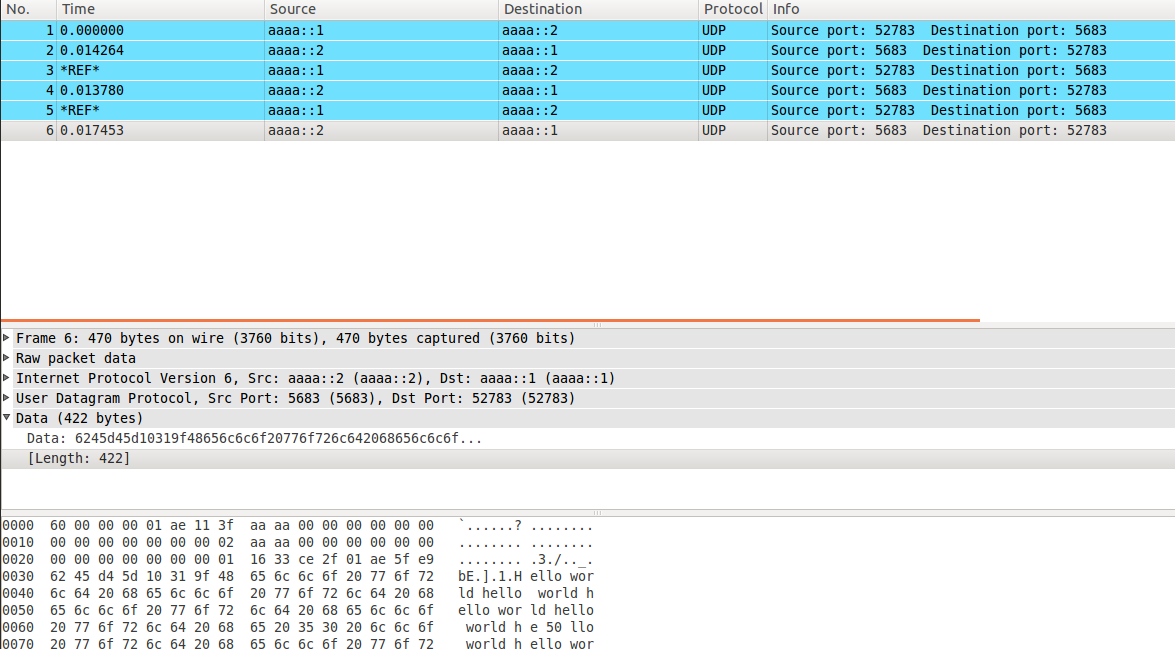 No. Time Source Destination Protocol Info
1 0.000000 aaaa::1 aaaa::2 UDP Source port: 52783 Destination port: 5683
2 0.014264 aaaa::2 aaaa::1 UDP Source port: 5683 Destination port: 52783
3 *REF* aaaa::1 aaaa::2 UDP Source port: 52783 Destination port: 5683
4 0.013780 aaaa::2 aaaa::1 UDP Source port: 5683 Destination port: 52783
5 *REF* aaaa::1 aaaa::2 UDP Source port: 52783 Destination port: 5683
6 0.017453 aaaa::2 aaaa::1 UDP Source port: 5683 Destination port: 52783
Frame 6: 470 bytes on wire (3760 bits), 470 bytes captured (3760 bits)
Raw packet data
Internet Protocol Version 6, Src: aaaa::2 (aaaa::2), Dst: aaaa::1 (aaaa::1)
User Datagram Protocol, Src Port: 5683 (5683), Dst Port: 52783 (52783)
Data (422 bytes)
Data: 6245d45d10319f48656c6c6f20776f726c642068656c6c6f...
[Length: 422]
0000 60 00 00 00 01 ae 11 3f aa aa 00 00 00 00 00 00 `......? ........
0010 00 00 00 00 00 00 00 02 aa aa 00 00 00 00 00 00 ........ ........
0020 00 00 00 00 00 00 00 01 16 33 ce 2f 01 ae 5f e9 ........ .3./.._.
0030 62 45 d4 5d 10 31 9f 48 65 6c 6c 6f 20 77 6f 72 bE.].1.H ello wor
0040 6c 64 20 68 65 6c 6c 6f 20 77 6f 72 6c 64 20 68 ld hello world h
0050 65 6c 6c 6f 20 77 6f 72 6c 64 20 68 65 6c 6c 6f ello wor ld hello
0060 20 77 6f 72 6c 64 20 68 65 20 35 30 20 6c 6c 6f world h e 50 llo
0070 20 77 6f 72 6c 64 20 68 65 6c 6c 6f 20 77 6f 72 world h ello wor